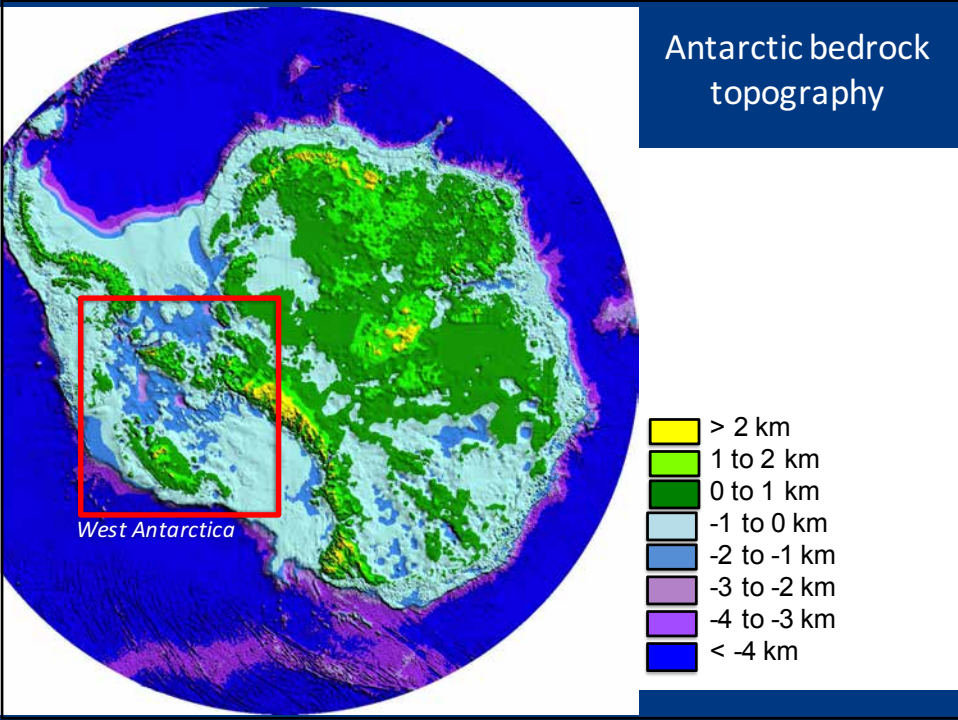 Antarctic bedrock
topography
West Antarctica
> 2 km
1 to 2 km
0 to 1 km
-1 to 0 km
-2 to -1 km
-3 to -2 km
-4 to -3 km
< -4 km